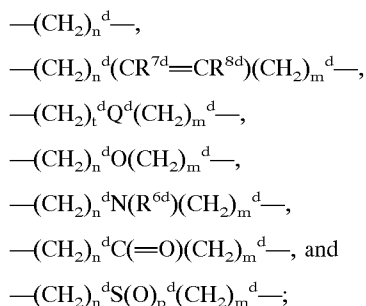 —(CH₂)ₙᵈ—,
—(CH₂)ₙᵈ(CR⁷ᵈ═CR⁸ᵈ)(CH₂)ₘᵈ—,
—(CH₂)ₜᵈQᵈ(CH₂)ₘᵈ—,
—(CH₂)ₙᵈO(CH₂)ₘᵈ—,
—(CH₂)ₙᵈN(R⁶ᵈ)(CH₂)ₘᵈ—,
—(CH₂)ₙᵈC(═O)(CH₂)ₘᵈ—, and
—(CH₂)ₙᵈS(O)ₚᵈ(CH₂)ₘᵈ—;